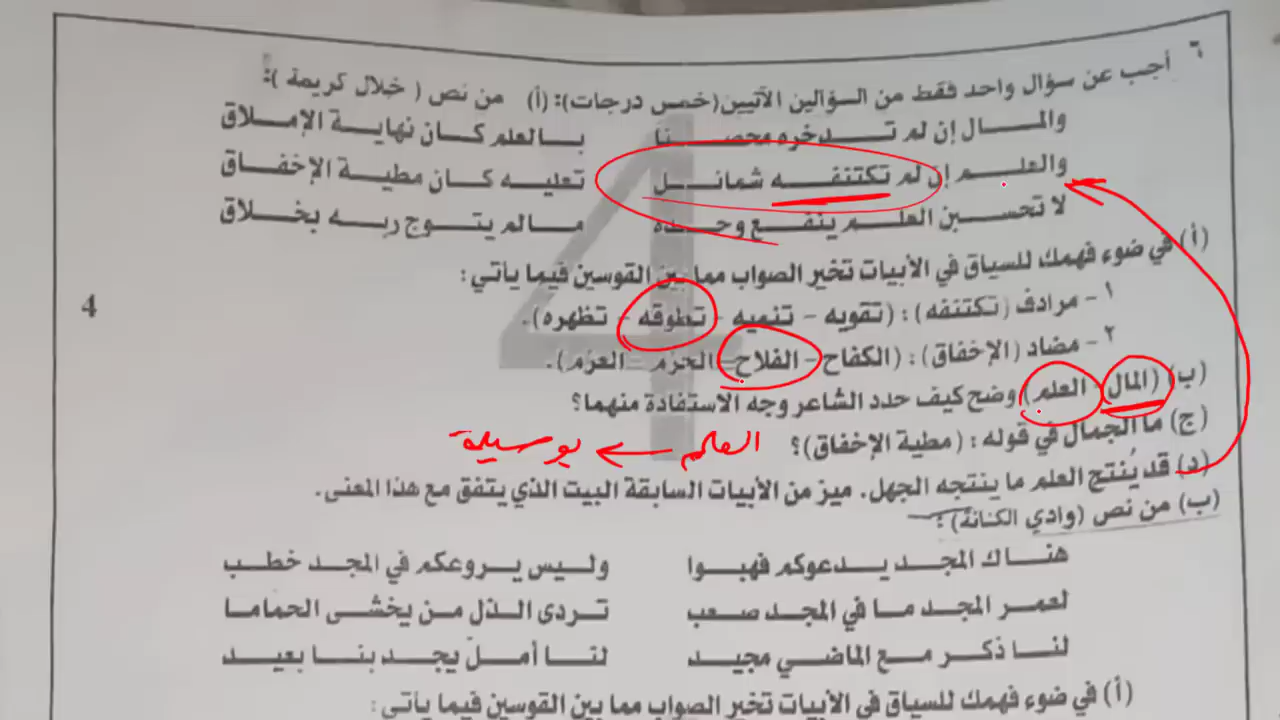 ٦ أجب عن سؤال واحد فقط من السؤالين الآتيين (خمس درجات): (أ) من نص ( خلال كريمة ):
والمال إن لم تدخره محصنا بالعلم كان نهاية الإملاق
والعلم إن لم تكتنفه شمائل تعليه كان مطية الإخفاق
لا تحسبن العلم ينفع وحده ما لم يتوج ربه بخلاق
(أ) في ضوء فهمك للسياق في الأبيات تخير الصواب مما بين القوسين فيما يأتي:
١- مرادف (تكتنفه): (تقويه - تنميه - تطوقه - تظهره).
٢- مضاد (الإخفاق): (الكفاح - الفلاح - الحزم - العزم).
(ب) (المال - العلم) وضح كيف حدد الشاعر وجه الاستفادة منهما؟
(ج) ما الجمال في قوله: (مطية الإخفاق)؟
العلم ← بوسيلة
(د) قد يُنتج العلم ما ينتجه الجهل. ميز من الأبيات السابقة البيت الذي يتفق مع هذا المعنى.
(ب) من نص (وادي الكنانة):
هناك المجد يدعوكم فهبوا وليس يروعكم في المجد خطب
لعمر المجد ما في المجد صعب تردى الذل من يخشى الحماما
لنا ذكر مع الماضي مجيد لنا أملٌ يجد بنا بعيد
(أ) في ضوء فهمك للسياق في الأبيات تخير الصواب مما بين القوسين فيما يأتي:
4
4